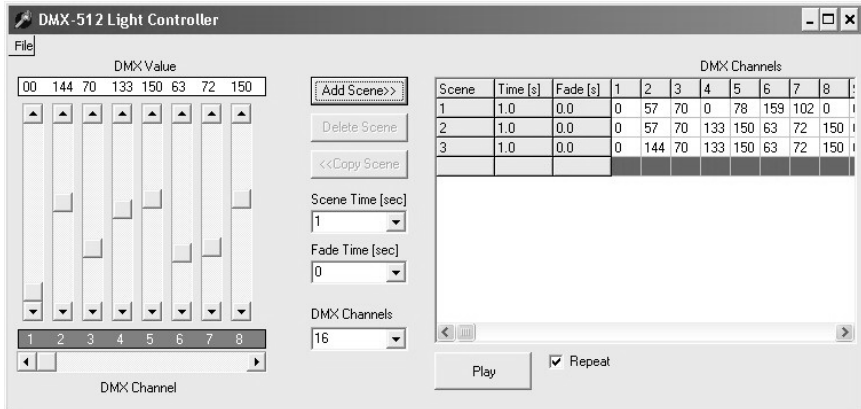 DMX-512 Light Controller
File
DMX Value
00 144 70 133 150 63 72 150
1 2 3 4 5 6 7 8
DMX Channel
Add Scene>>
Delete Scene
<<Copy Scene
Scene Time [sec]
1
Fade Time [sec]
0
DMX Channels
16
DMX Channels
Scene Time [s] Fade [s] 1 2 3 4 5 6 7 8
1 1.0 0.0 0 57 70 0 78 159 102 0
2 1.0 0.0 0 57 70 133 150 63 72 150
3 1.0 0.0 0 144 70 133 150 63 72 150
Play
Repeat